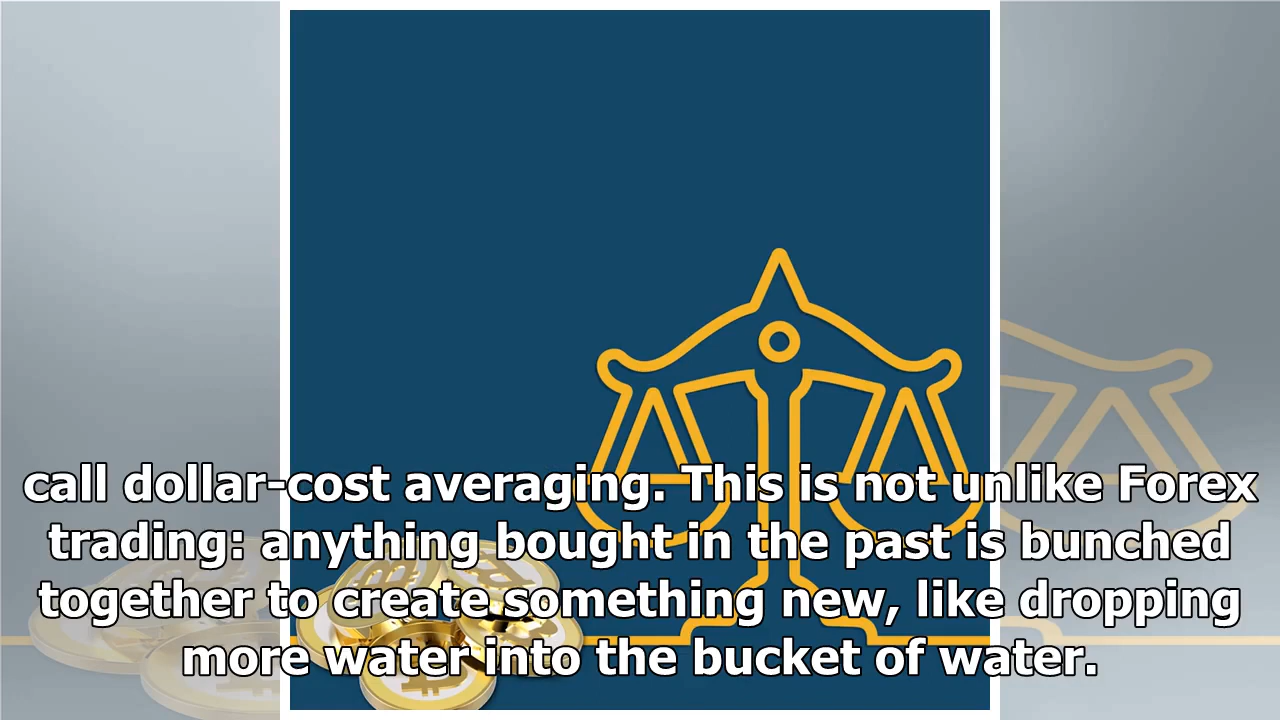 call dollar-cost averaging. This is not unlike Forex
trading: anything bought in the past is bunched
together to create something new, like dropping
more water into the bucket of water.